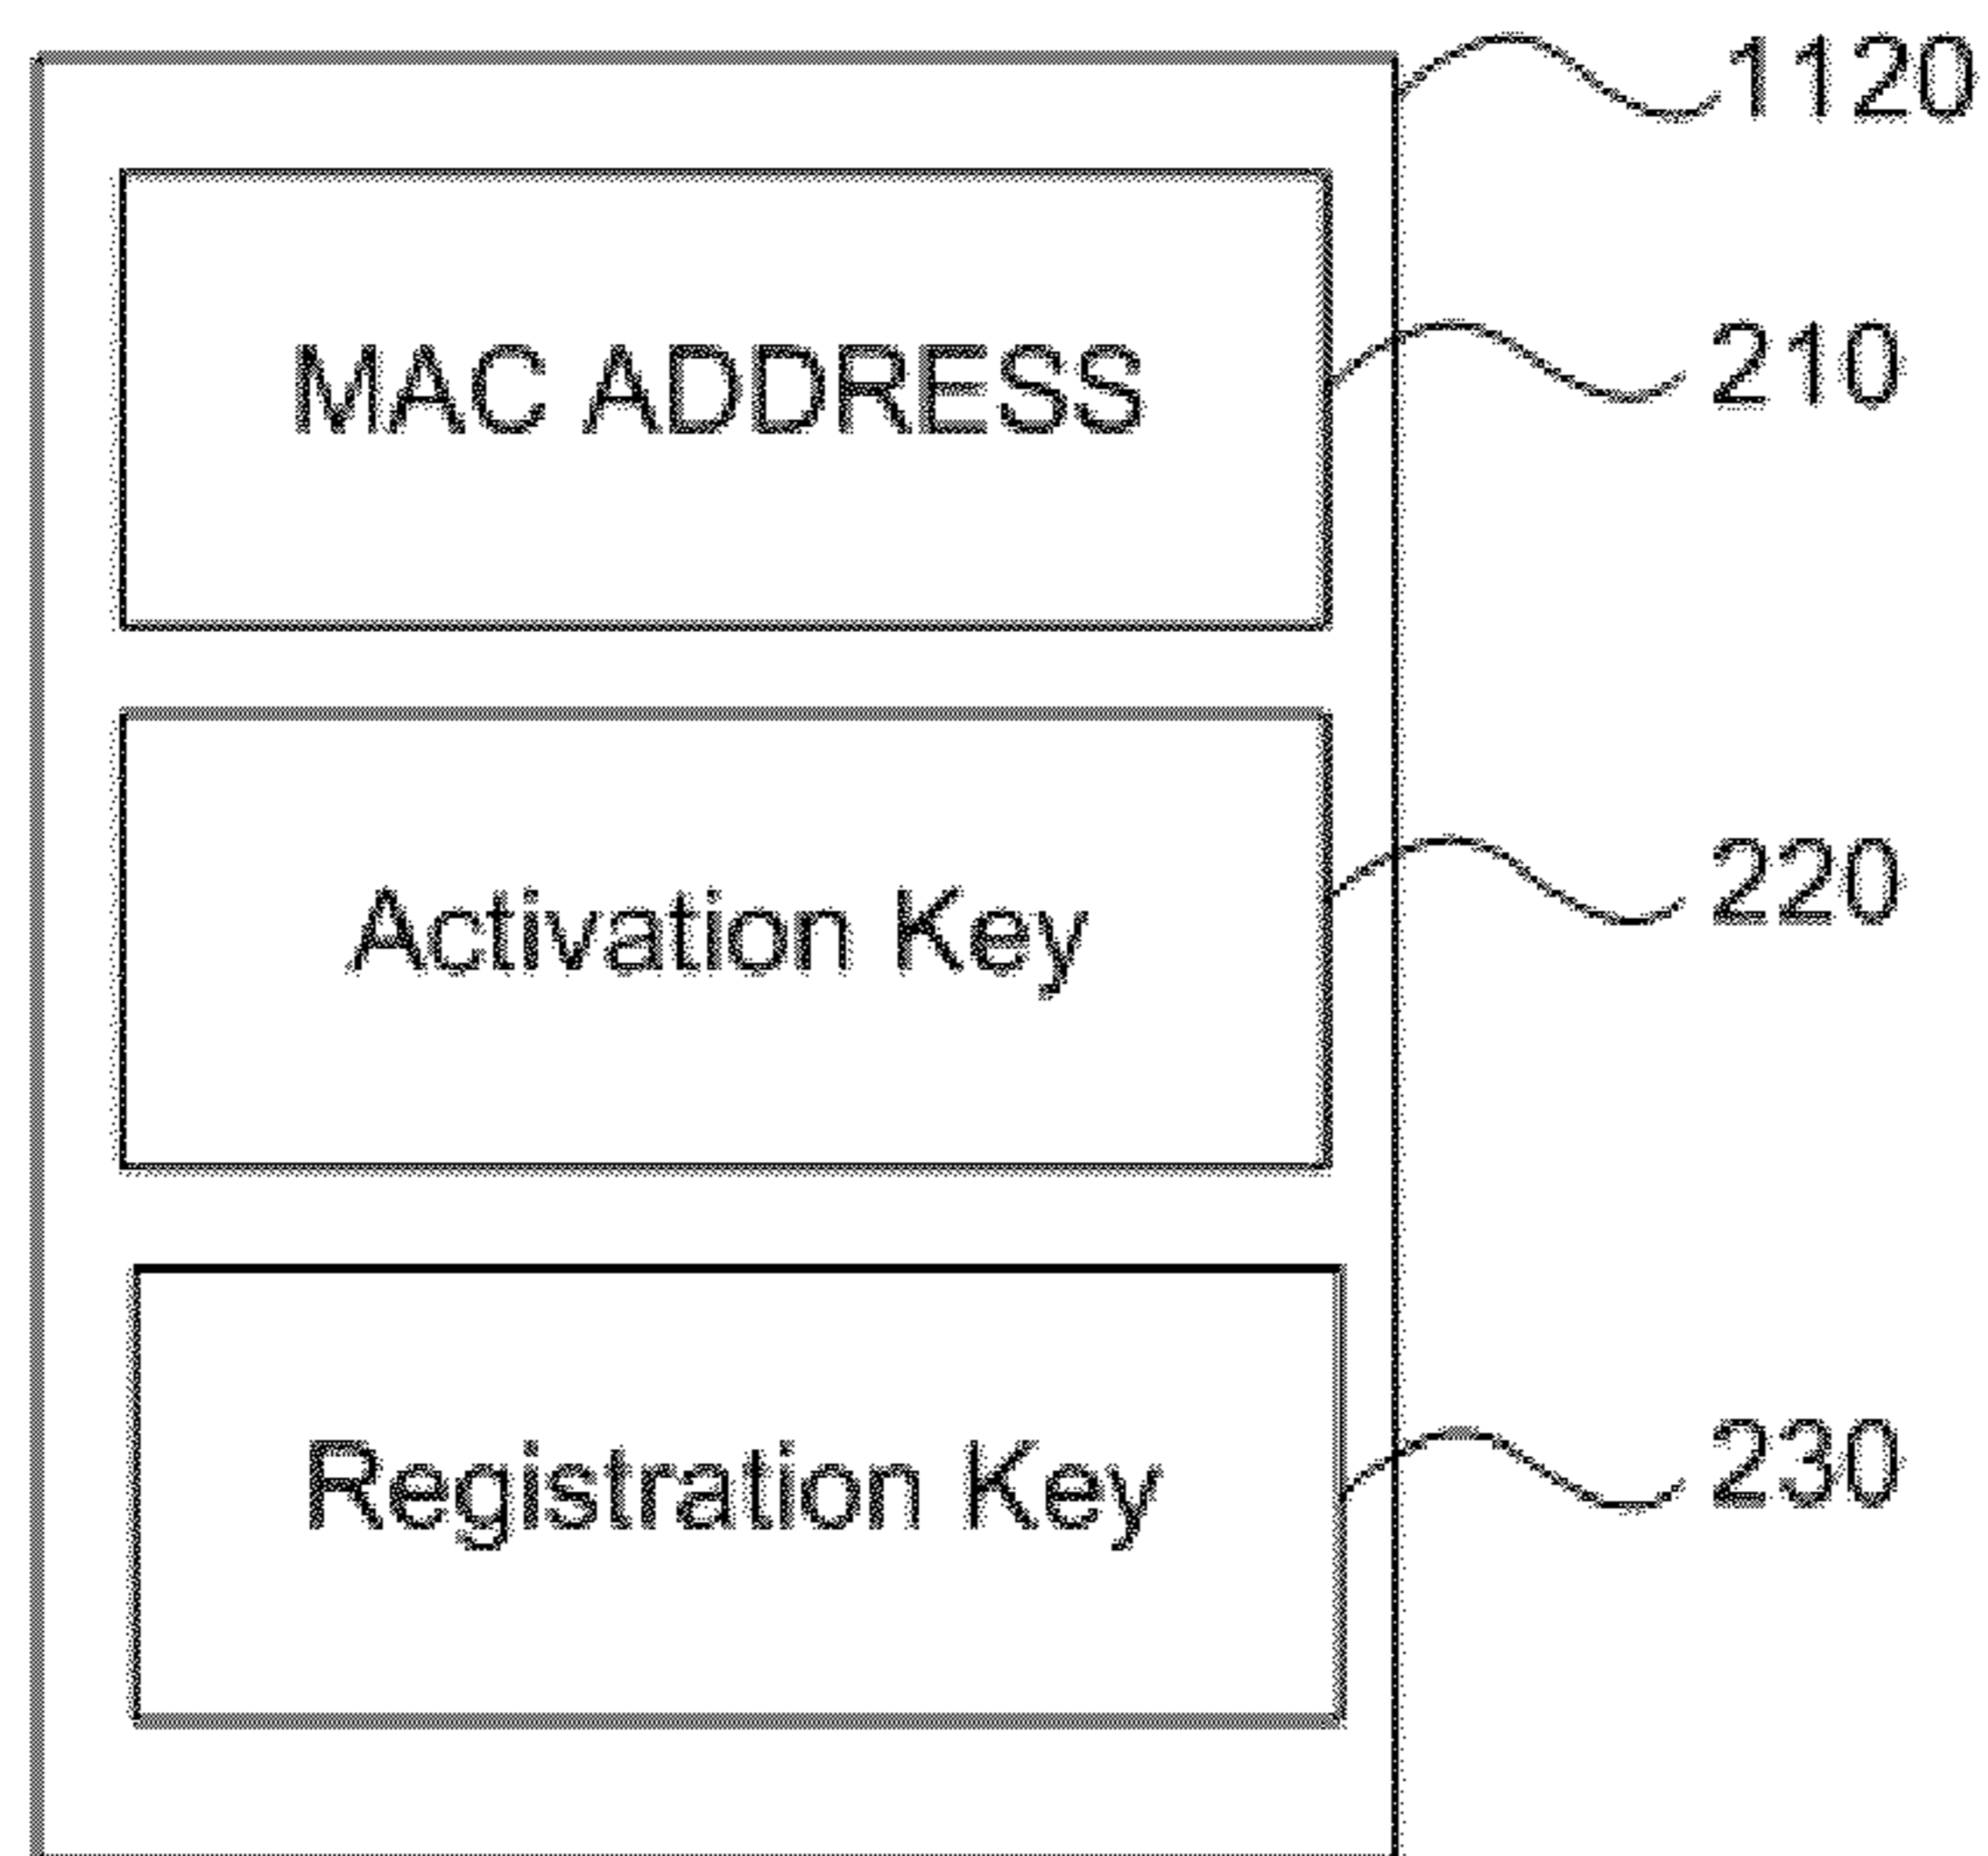 1120
MAC ADDRESS
210
Activation Key
220
Registration Key
230